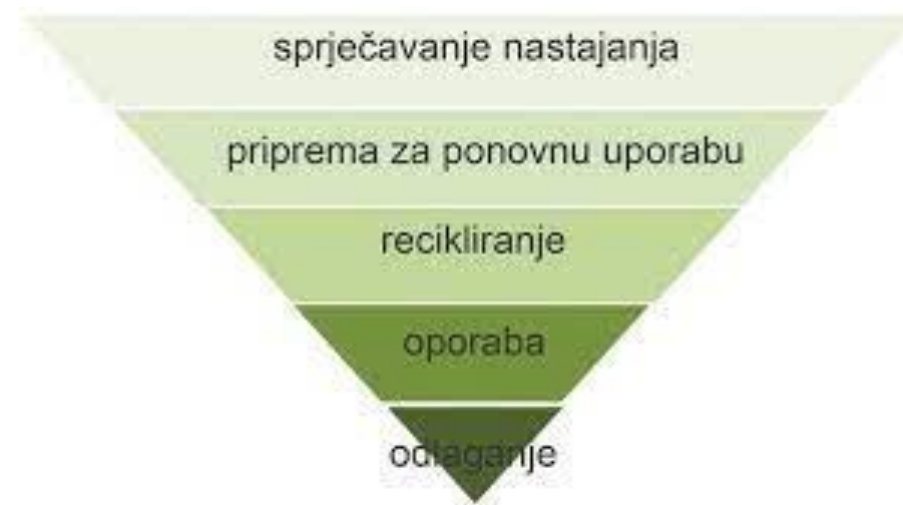 sprječavanje nastajanja
priprema za ponovnu uporabu
recikliranje
oporaba
odlaganje